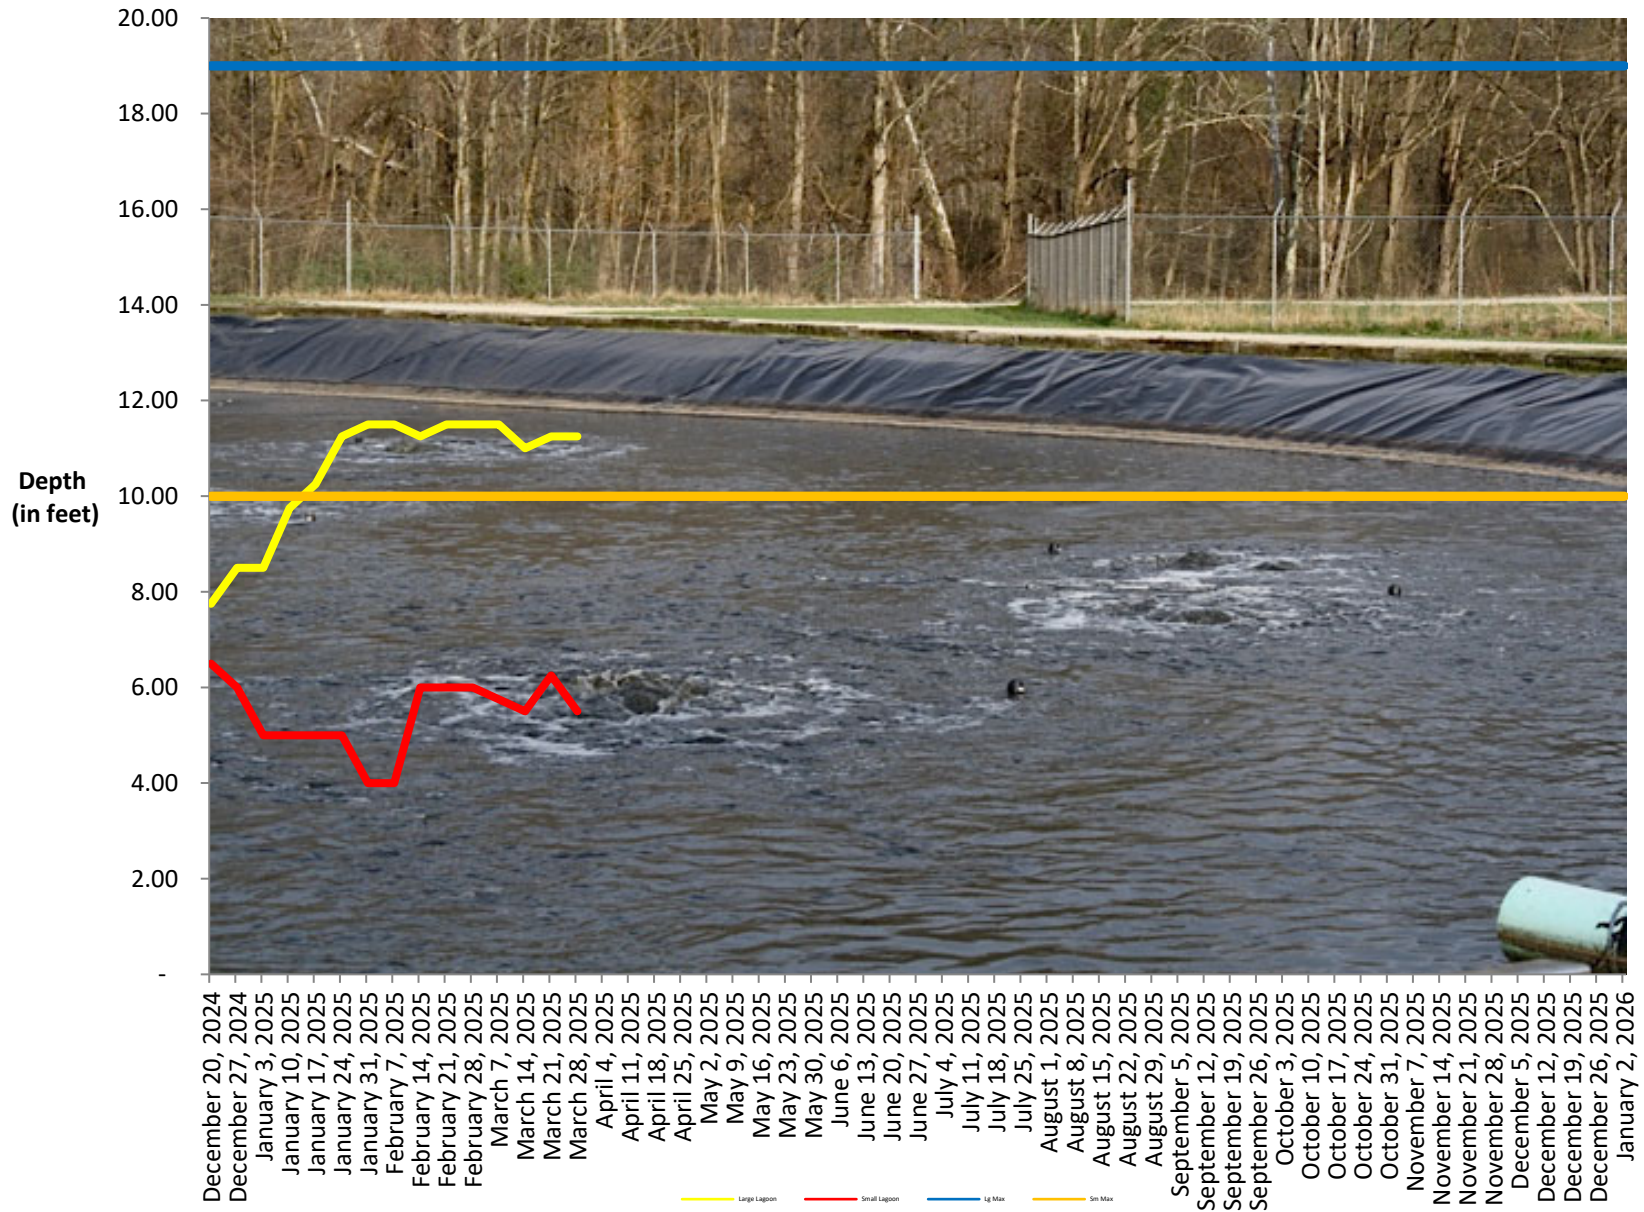 20.00
18.00
16.00
14.00
12.00
Depth
(in feet)
10.00
8.00
6.00
4.00
2.00
-
December 20, 2024
December 27, 2024
January 3, 2025
January 10, 2025
January 17, 2025
January 24, 2025
January 31, 2025
February 7, 2025
February 14, 2025
February 21, 2025
February 28, 2025
March 7, 2025
March 14, 2025
March 21, 2025
March 28, 2025
April 4, 2025
April 11, 2025
April 18, 2025
April 25, 2025
May 2, 2025
May 9, 2025
May 16, 2025
May 23, 2025
May 30, 2025
June 6, 2025
June 13, 2025
June 20, 2025
June 27, 2025
July 4, 2025
July 11, 2025
July 18, 2025
July 25, 2025
August 1, 2025
August 8, 2025
August 15, 2025
August 22, 2025
August 29, 2025
September 5, 2025
September 12, 2025
September 19, 2025
September 26, 2025
October 3, 2025
October 10, 2025
October 17, 2025
October 24, 2025
October 31, 2025
November 7, 2025
November 14, 2025
November 21, 2025
November 28, 2025
December 5, 2025
December 12, 2025
December 19, 2025
December 26, 2025
January 2, 2026
Large Lagoon
Small Lagoon
Lg Max
Sm Max